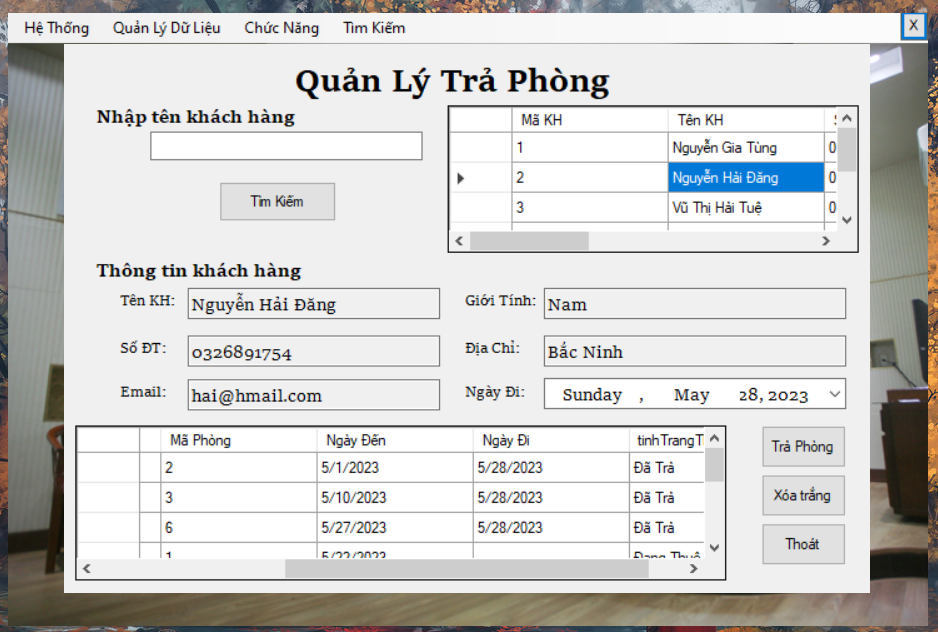 Hệ Thống Quản Lý Dữ Liệu Chức Năng Tìm Kiếm X
Quản Lý Trả Phòng
Nhập tên khách hàng
Tìm Kiếm
Mã KH Tên KH
1 Nguyễn Gia Tùng 0
2 Nguyễn Hải Đăng 0
3 Vũ Thị Hải Tuệ 0
Thông tin khách hàng
Tên KH: Nguyễn Hải Đăng Giới Tính: Nam
Số ĐT: 0326891754 Địa Chỉ: Bắc Ninh
Email: hai@hmail.com Ngày Đi: Sunday , May 28, 2023
Mã Phòng Ngày Đến Ngày Đi tinhTrangT
2 5/1/2023 5/28/2023 Đã Trả
3 5/10/2023 5/28/2023 Đã Trả
6 5/27/2023 5/28/2023 Đã Trả
1 5/22/2023 Đang Thuê
Trả Phòng
Xóa trắng
Thoát